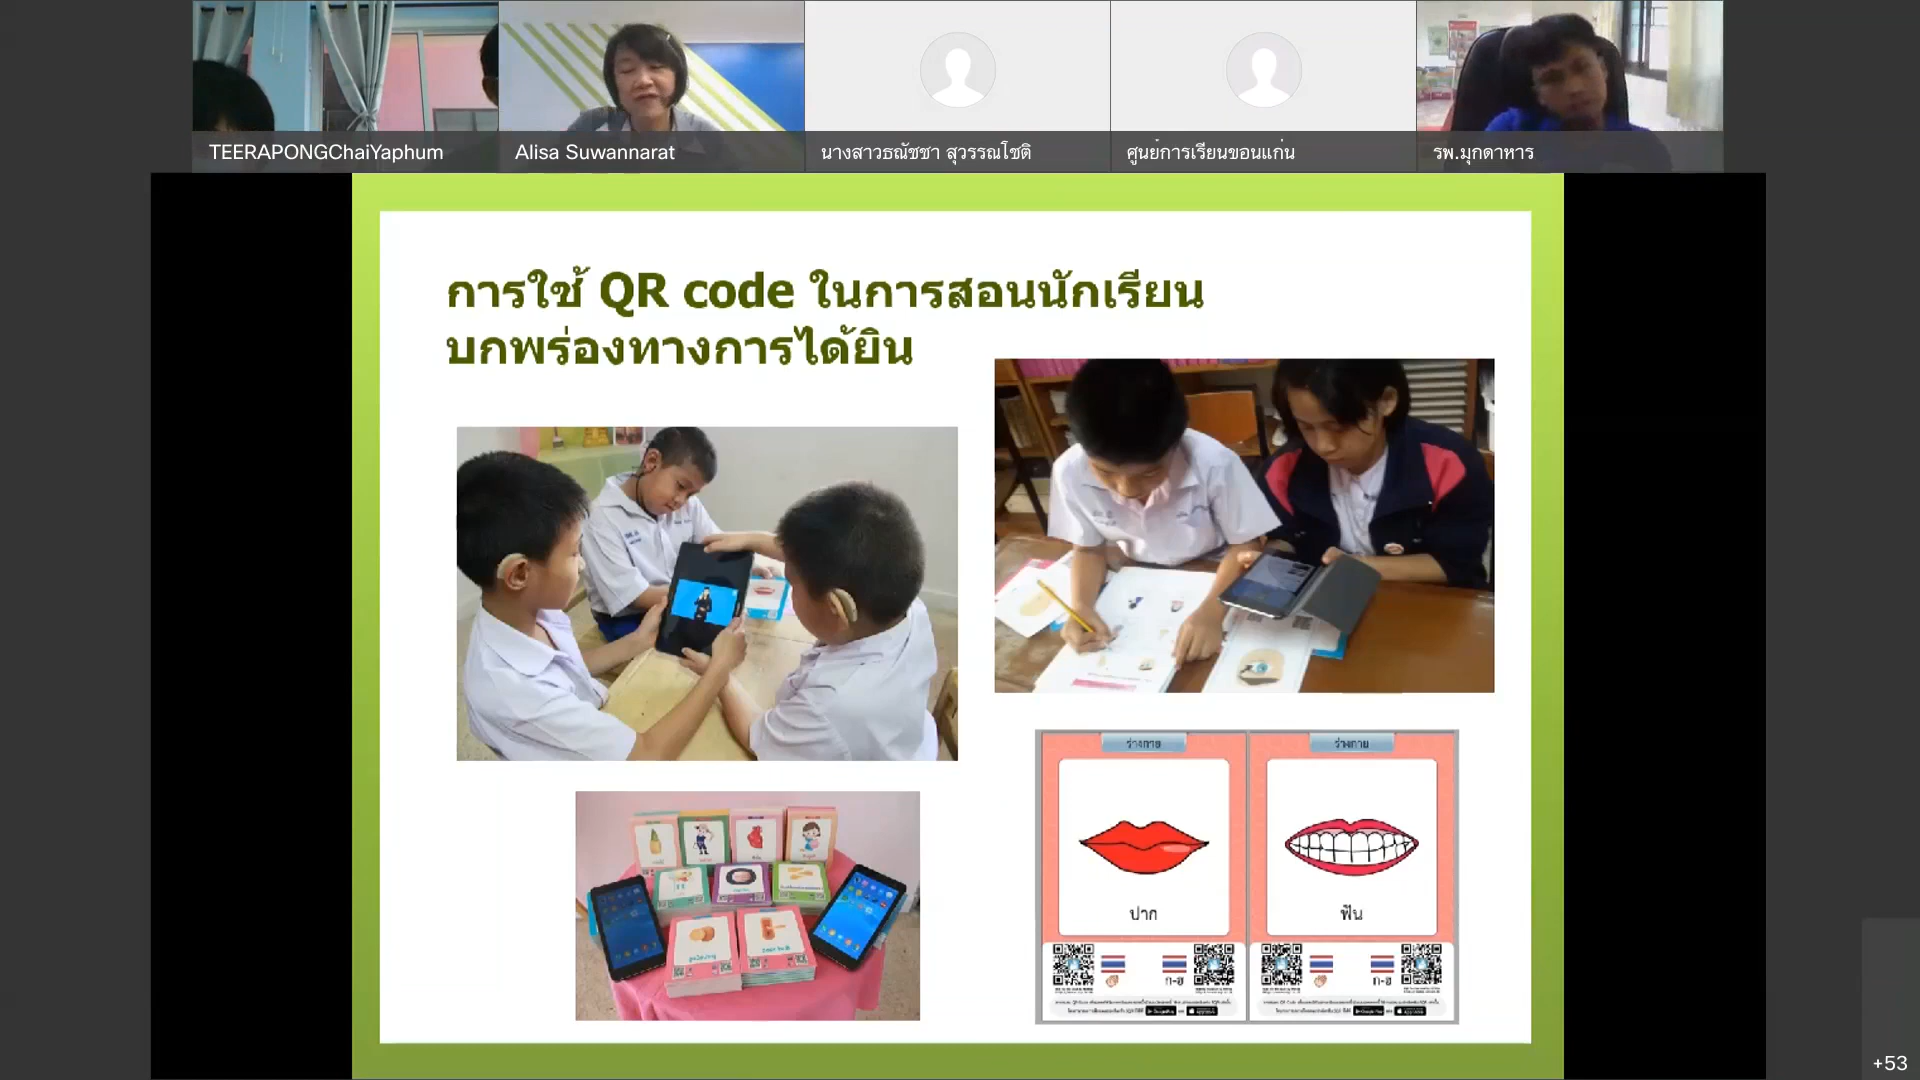 TEERAPONGChaiYaphum
Alisa Suwannarat
นางสาวธณัชชา สุวรรณโชติ
ศูนย์การเรียนขอนแก่น
รพ.มุกดาหาร
การใช้ QR code ในการสอนนักเรียน
บกพร่องทางการได้ยิน
ร่างกาย
ร่างกาย
ปาก
ฟัน
ก-ฮ
ก-ฮ
+53